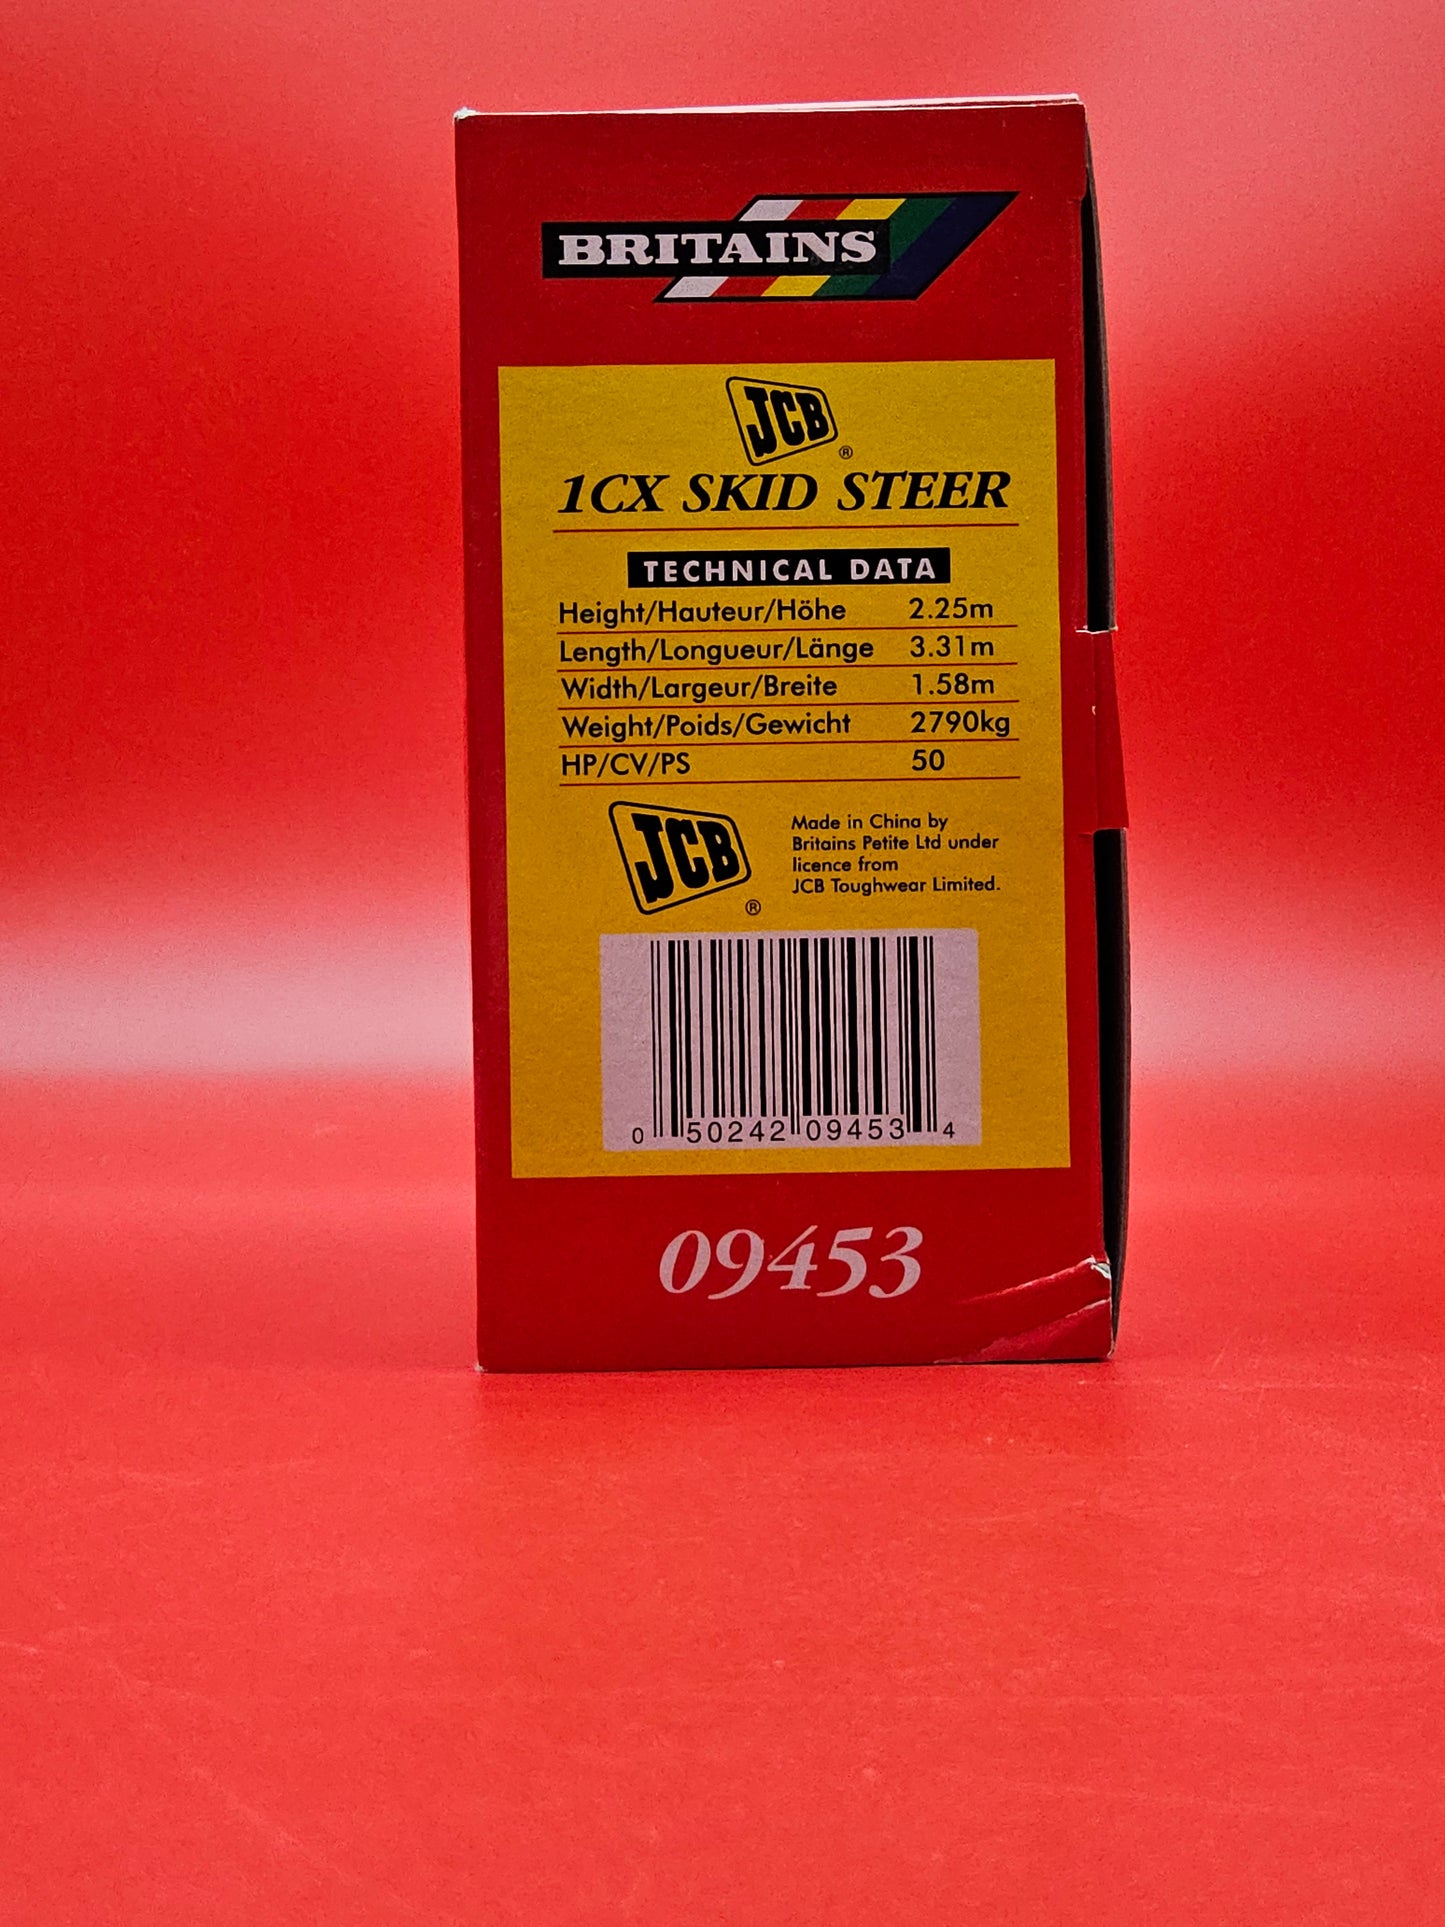 BRITAINS
JCB ®
1CX SKID STEER
TECHNICAL DATA
Height/Hauteur/Höhe 2.25m
Length/Longueur/Länge 3.31m
Width/Largeur/Breite 1.58m
Weight/Poids/Gewicht 2790kg
HP/CV/PS 50
JCB ®
Made in China by
Britains Petite Ltd under
licence from
JCB Toughwear Limited.
0 50242 09453 4
09453